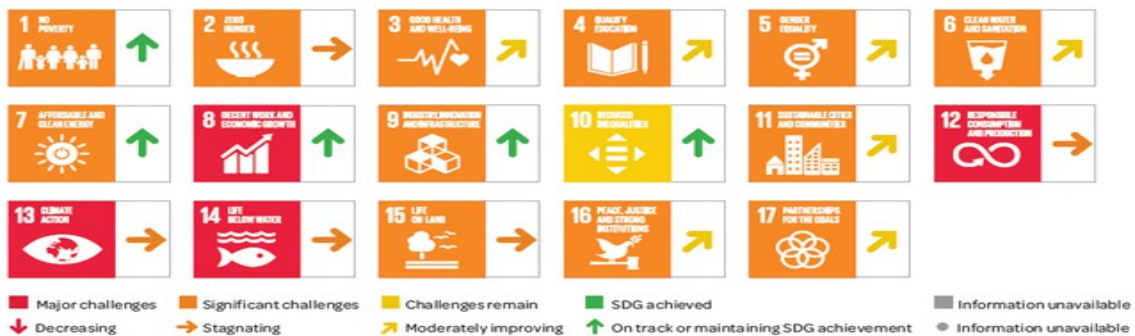 1 NO
POVERTY
2 ZERO
HUNGER
3 GOOD HEALTH
AND WELL-BEING
4 QUALITY
EDUCATION
5 GENDER
EQUALITY
6 CLEAN WATER
AND SANITATION
7 AFFORDABLE AND
CLEAN ENERGY
8 DECENT WORK AND
ECONOMIC GROWTH
9 INDUSTRY, INNOVATION
AND INFRASTRUCTURE
10 REDUCED
INEQUALITIES
11 SUSTAINABLE CITIES
AND COMMUNITIES
12 RESPONSIBLE
CONSUMPTION
AND PRODUCTION
13 CLIMATE
ACTION
14 LIFE
BELOW WATER
15 LIFE
ON LAND
16 PEACE, JUSTICE
AND STRONG
INSTITUTIONS
17 PARTNERSHIPS
FOR THE GOALS
Major challenges Significant challenges Challenges remain SDG achieved Information unavailable
Decreasing Stagnating Moderately improving On track or maintaining SDG achievement Information unavailable